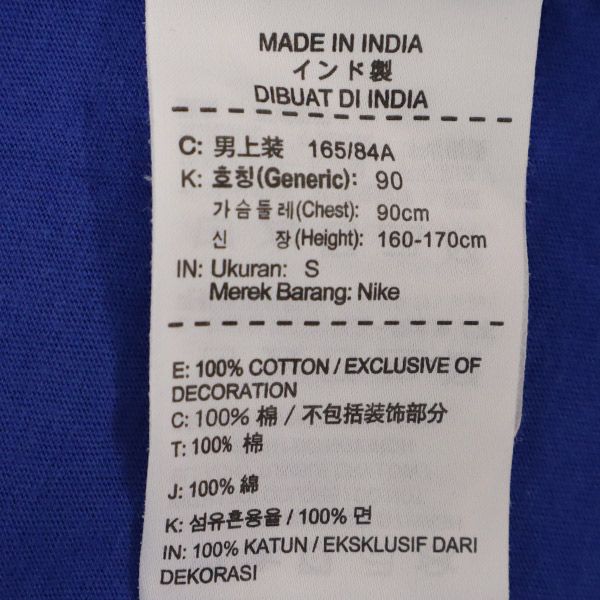 MADE IN INDIA
インド製
DIBUAT DI INDIA
C: 男上装 165/84A
K: 호칭(Generic): 90
가슴둘레(Chest): 90cm
신 장(Height): 160-170cm
IN: Ukuran: S
Merek Barang: Nike
E: 100% COTTON / EXCLUSIVE OF
DECORATION
C: 100% 棉 / 不包括装饰部分
T: 100% 棉
J: 100% 綿
K: 섬유혼용율 / 100% 면
IN: 100% KATUN / EKSKLUSIF DARI
DEKORASI